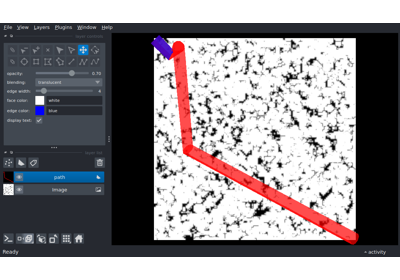 File View Layers Plugins Window Help
opacity: 0.70
blending: translucent
edge width:
face color: white
edge color: blue
display text:
path
Image
Ready
activity